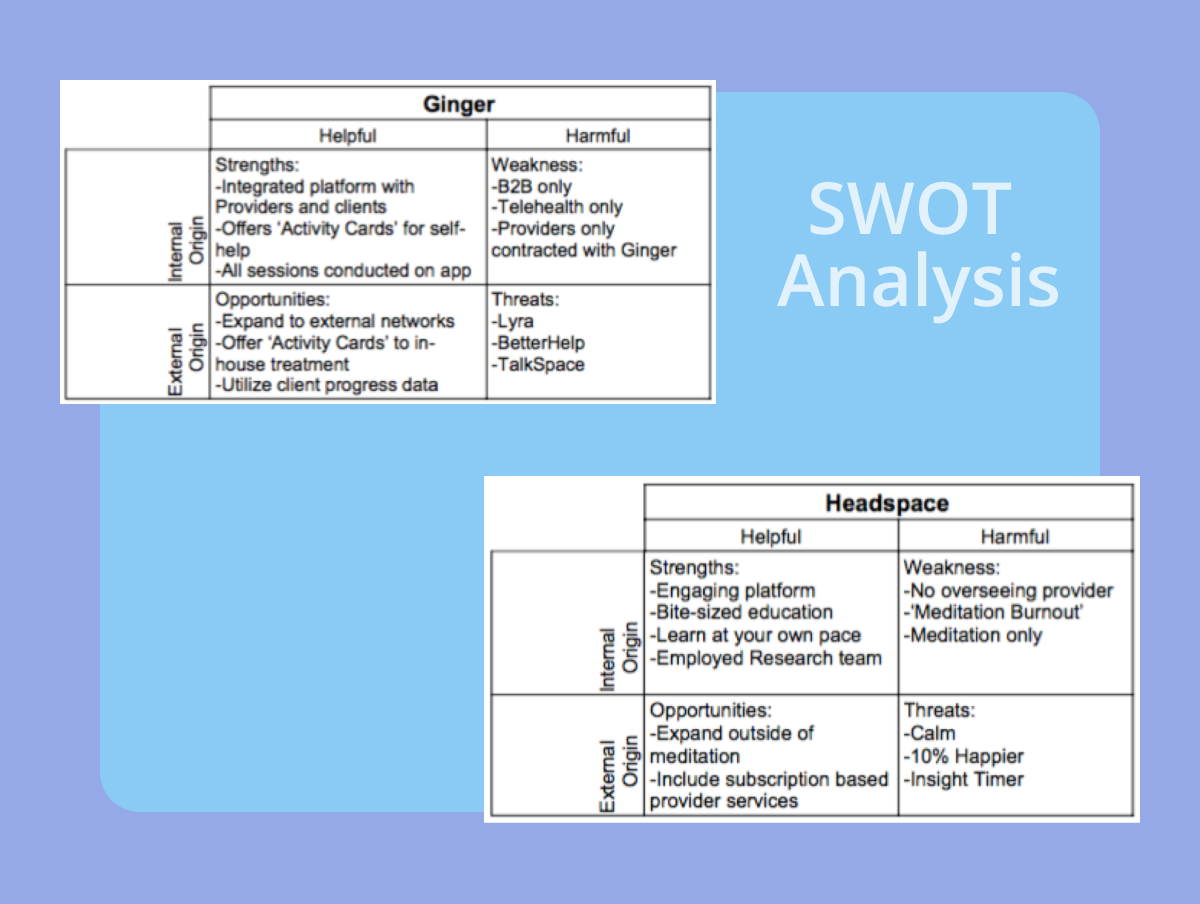 SWOT
Analysis
Ginger
Helpful
Harmful
Internal
Origin
Strengths:
-Integrated platform with
Providers and clients
-Offers 'Activity Cards' for self-
help
-All sessions conducted on app
Weakness:
-B2B only
-Telehealth only
-Providers only
contracted with Ginger
External
Origin
Opportunities:
-Expand to external networks
-Offer 'Activity Cards' to in-
house treatment
-Utilize client progress data
Threats:
-Lyra
-BetterHelp
-TalkSpace
Headspace
Helpful
Harmful
Internal
Origin
Strengths:
-Engaging platform
-Bite-sized education
-Learn at your own pace
-Employed Research team
Weakness:
-No overseeing provider
-'Meditation Burnout'
-Meditation only
External
Origin
Opportunities:
-Expand outside of
meditation
-Include subscription based
provider services
Threats:
-Calm
-10% Happier
-Insight Timer